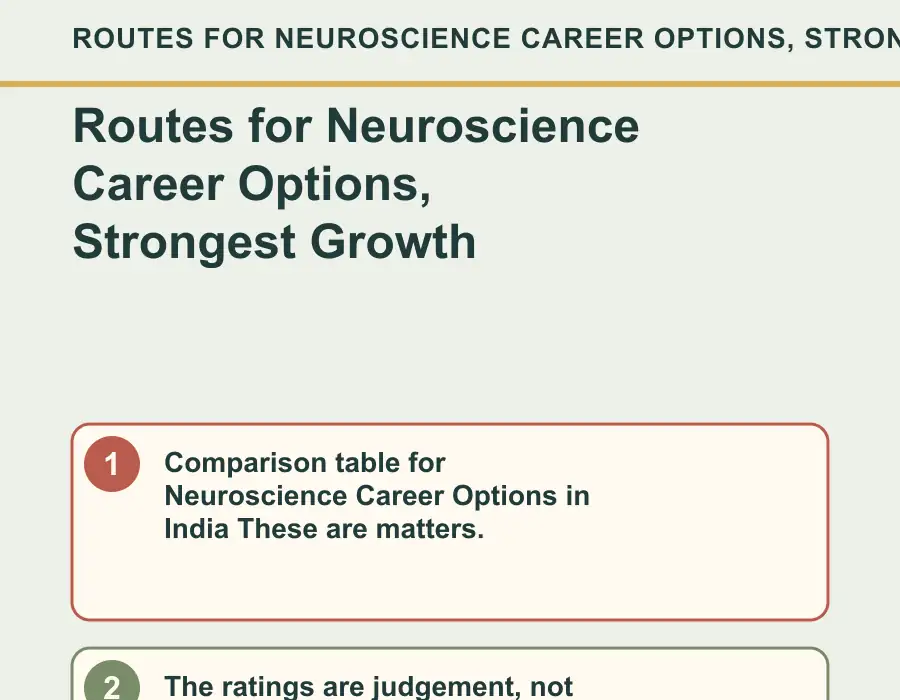 ROUTES FOR NEUROSCIENCE CAREER OPTIONS, STRON
Routes for Neuroscience
Career Options,
Strongest Growth
1
Comparison table for
Neuroscience Career Options in
India These are matters.
2
The ratings are judgement, not